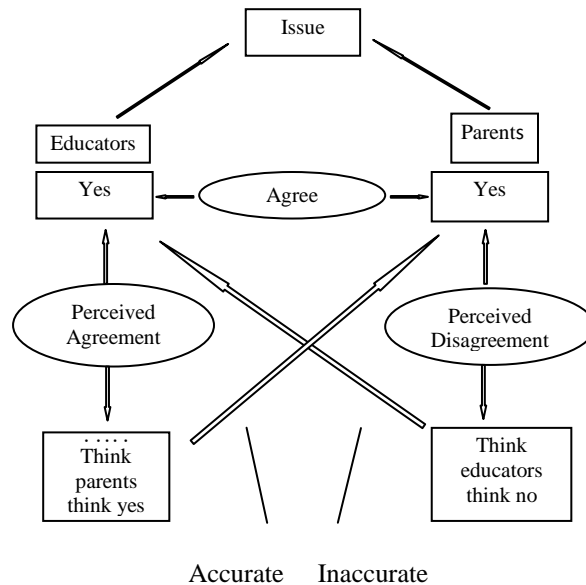 Issue
Educators
Parents
Yes
Agree
Yes
Perceived
Agreement
Perceived
Disagreement
. . . . .
Think
parents
think yes
Think
educators
think no
Accurate
Inaccurate